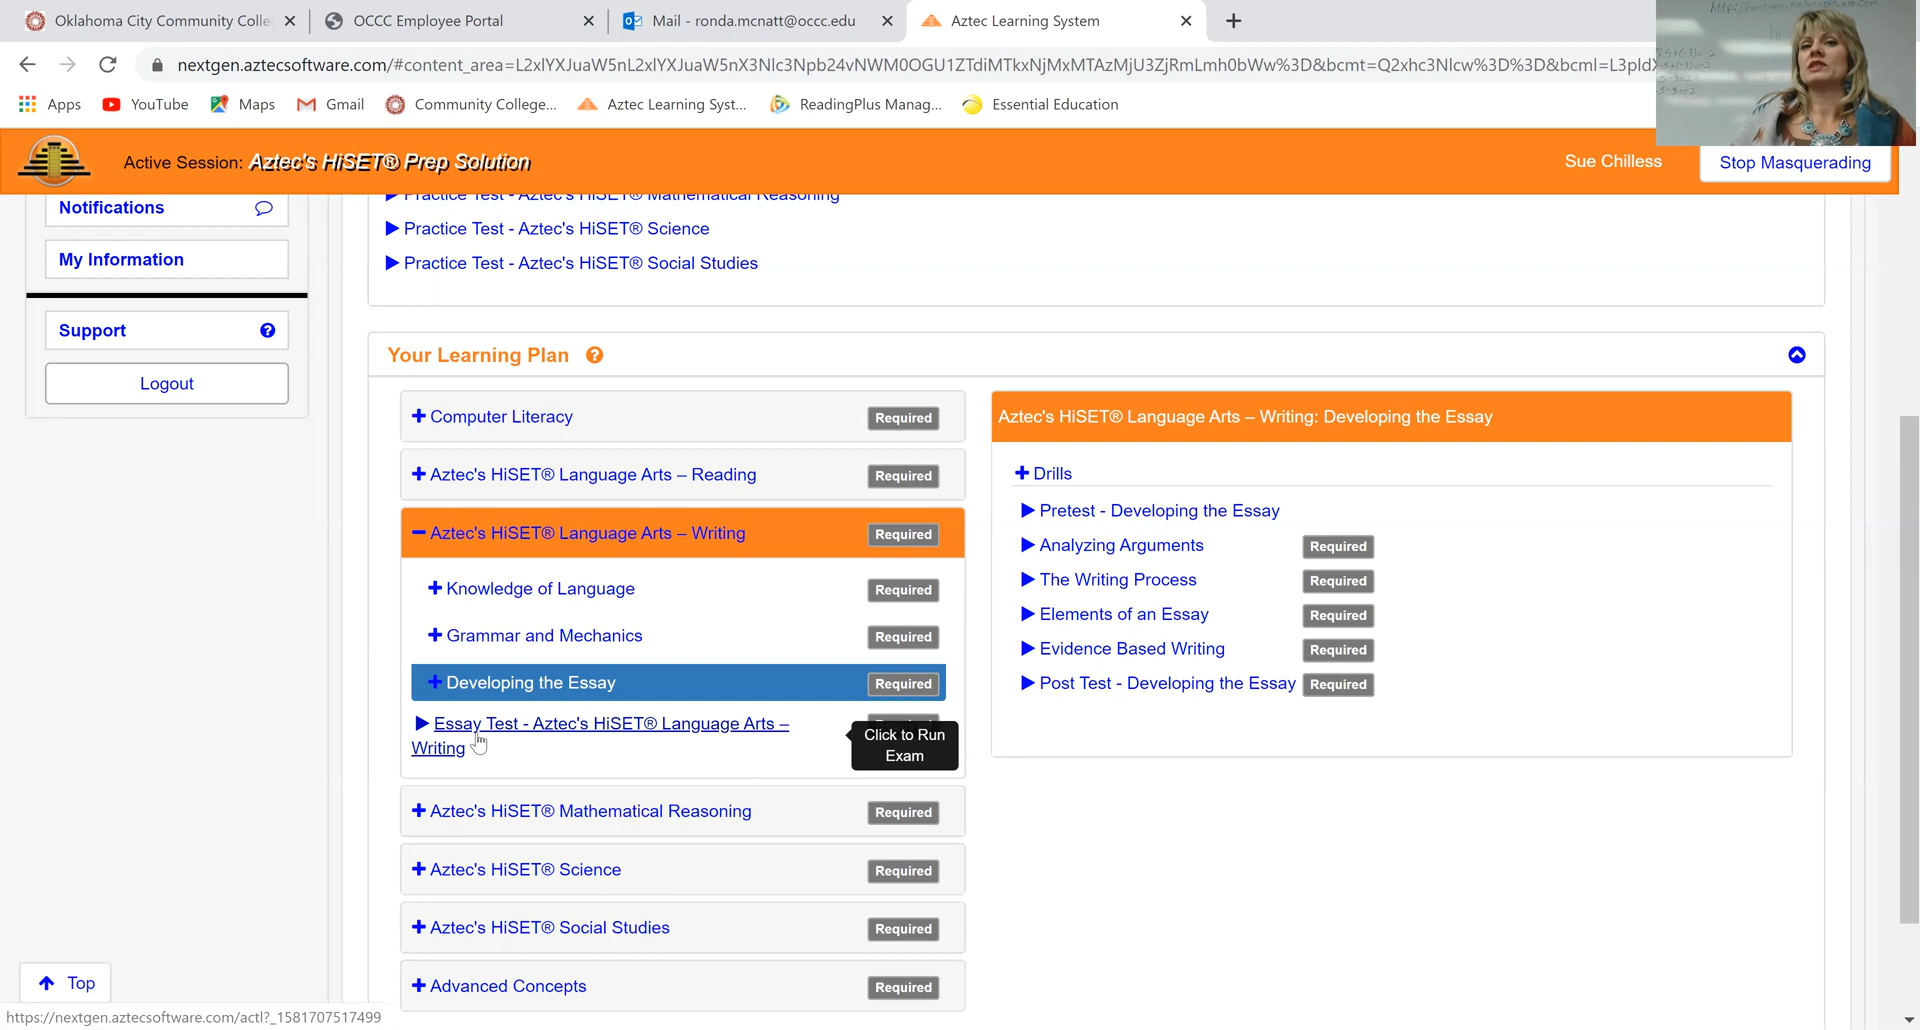 Oklahoma City Community Colle
OCCC Employee Portal
Mail - ronda.mcnatt@occc.edu
Aztec Learning System
nextgen.aztecsoftware.com/#content_area=L2xlYXJuaW5nL2xlYXJuaW5nX3Nlc3Npb24vNWM0OGU1ZTdiMTkxNjMxMTAzMjU3ZjRmLmh0bWw%3D&bcmt=Q2xhc3Nlcw%3D%3D&bcml=L3pldX
Apps
YouTube
Maps
Gmail
Community College...
Aztec Learning Syst...
ReadingPlus Manag...
Essential Education
Active Session: Aztec's HiSET® Prep Solution
Sue Chilless
Stop Masquerading
Notifications
My Information
Support
Logout
Practice Test - Aztec's HiSET® Mathematical Reasoning
Practice Test - Aztec's HiSET® Science
Practice Test - Aztec's HiSET® Social Studies
Your Learning Plan
Computer Literacy Required
Aztec's HiSET® Language Arts – Reading Required
Aztec's HiSET® Language Arts – Writing Required
Knowledge of Language Required
Grammar and Mechanics Required
Developing the Essay Required
Essay Test - Aztec's HiSET® Language Arts –
Writing
Click to Run
Exam
Aztec's HiSET® Mathematical Reasoning Required
Aztec's HiSET® Science Required
Aztec's HiSET® Social Studies Required
Advanced Concepts Required
Aztec's HiSET® Language Arts – Writing: Developing the Essay
Drills
Pretest - Developing the Essay
Analyzing Arguments Required
The Writing Process Required
Elements of an Essay Required
Evidence Based Writing Required
Post Test - Developing the Essay Required
Top
https://nextgen.aztecsoftware.com/actl?_1581707517499